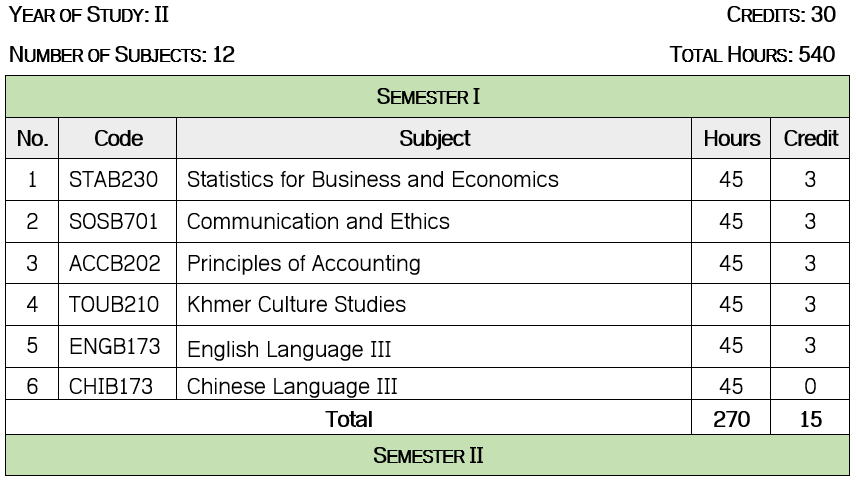 YEAR OF STUDY: II CREDITS: 30
NUMBER OF SUBJECTS: 12 TOTAL HOURS: 540
SEMESTER I
No. Code Subject Hours Credit
1 STAB230 Statistics for Business and Economics 45 3
2 SOSB701 Communication and Ethics 45 3
3 ACCB202 Principles of Accounting 45 3
4 TOUB210 Khmer Culture Studies 45 3
5 ENGB173 English Language III 45 3
6 CHIB173 Chinese Language III 45 0
Total 270 15
SEMESTER II